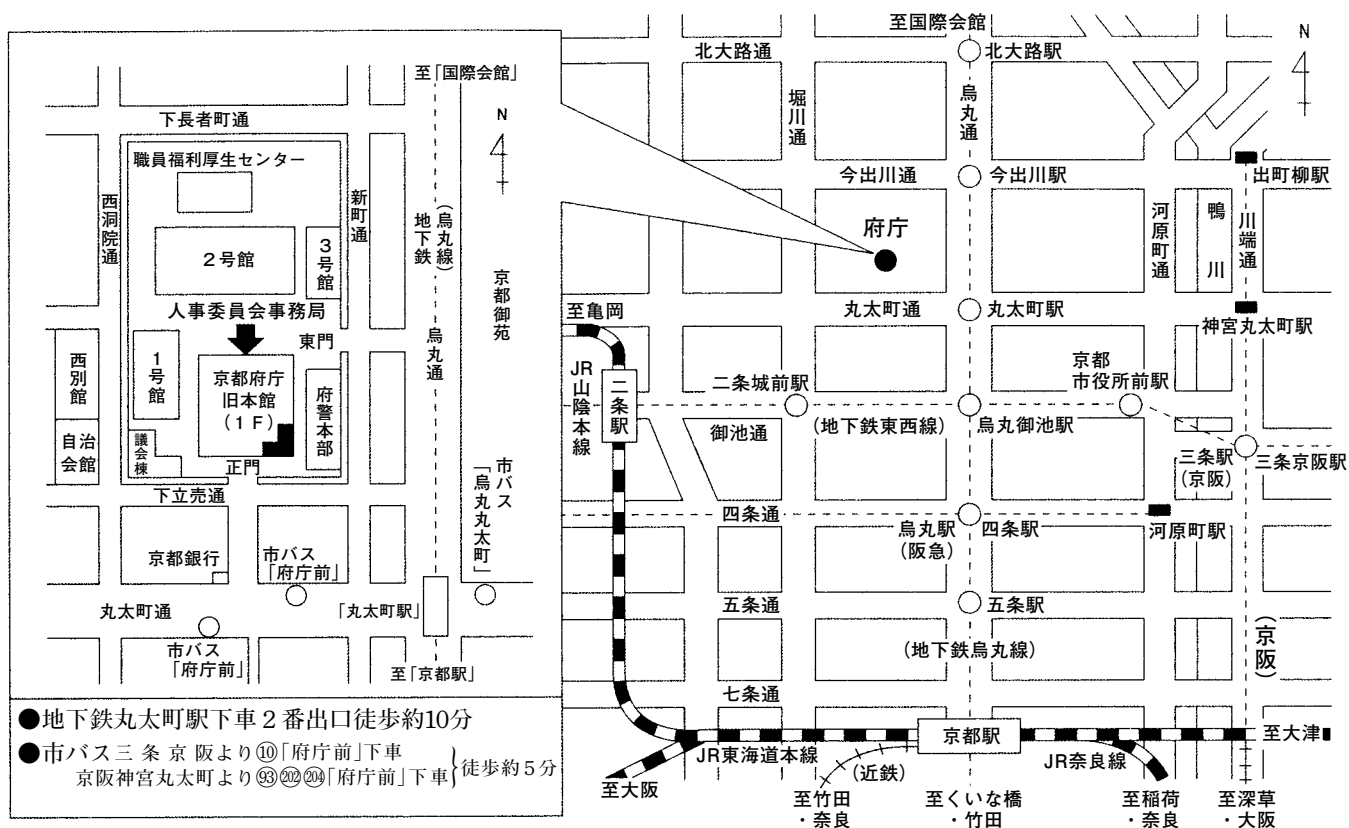 至「国際会館」
N
下長者町通
職員福利厚生センター
西洞院通
新町通
地下鉄
(烏丸線)
2号館
3号館
京都御苑
人事委員会事務局
東門
烏丸通
西別館
1号館
京都府庁
旧本館
(1F)
府警本部
自治
会館
議会棟
正門
市バス
「烏丸丸太町」
下立売通
京都銀行
市バス
「府庁前」
丸太町通
「丸太町駅」
市バス
「府庁前」
至「京都駅」
●地下鉄丸太町駅下車2番出口徒歩約10分
●市バス三条京阪より⑩「府庁前」下車
京阪神宮丸太町より93 202 204「府庁前」下車
徒歩約5分
至国際会館
N
北大路通
北大路駅
堀川通
烏丸通
今出川通
今出川駅
出町柳駅
府庁
河原町通
鴨川
川端通
至亀岡
丸太町通
丸太町駅
神宮丸太町駅
JR山陰本線
二条駅
二条城前駅
京都
市役所前駅
御池通
(地下鉄東西線)
烏丸御池駅
三条駅
(京阪)
三条京阪駅
四条通
烏丸駅
(阪急)
四条駅
河原町駅
五条通
五条駅
(地下鉄烏丸線)
(京阪)
七条通
京都駅
至大津
JR東海道本線
(近鉄)
JR奈良線
至大阪
至竹田
・奈良
至くいな橋
・竹田
至稲荷
・奈良
至深草
・大阪